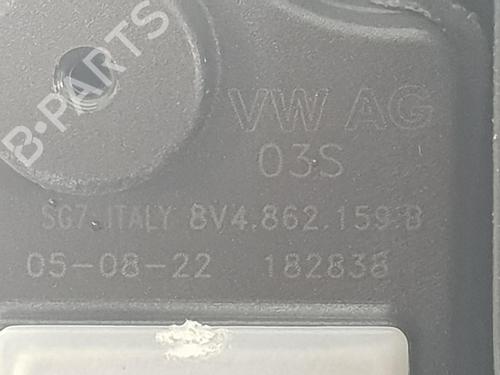 B-PARTS
VW AG
03S
SG7 ITALY 8V4.862.159.B
05-08-22 182838